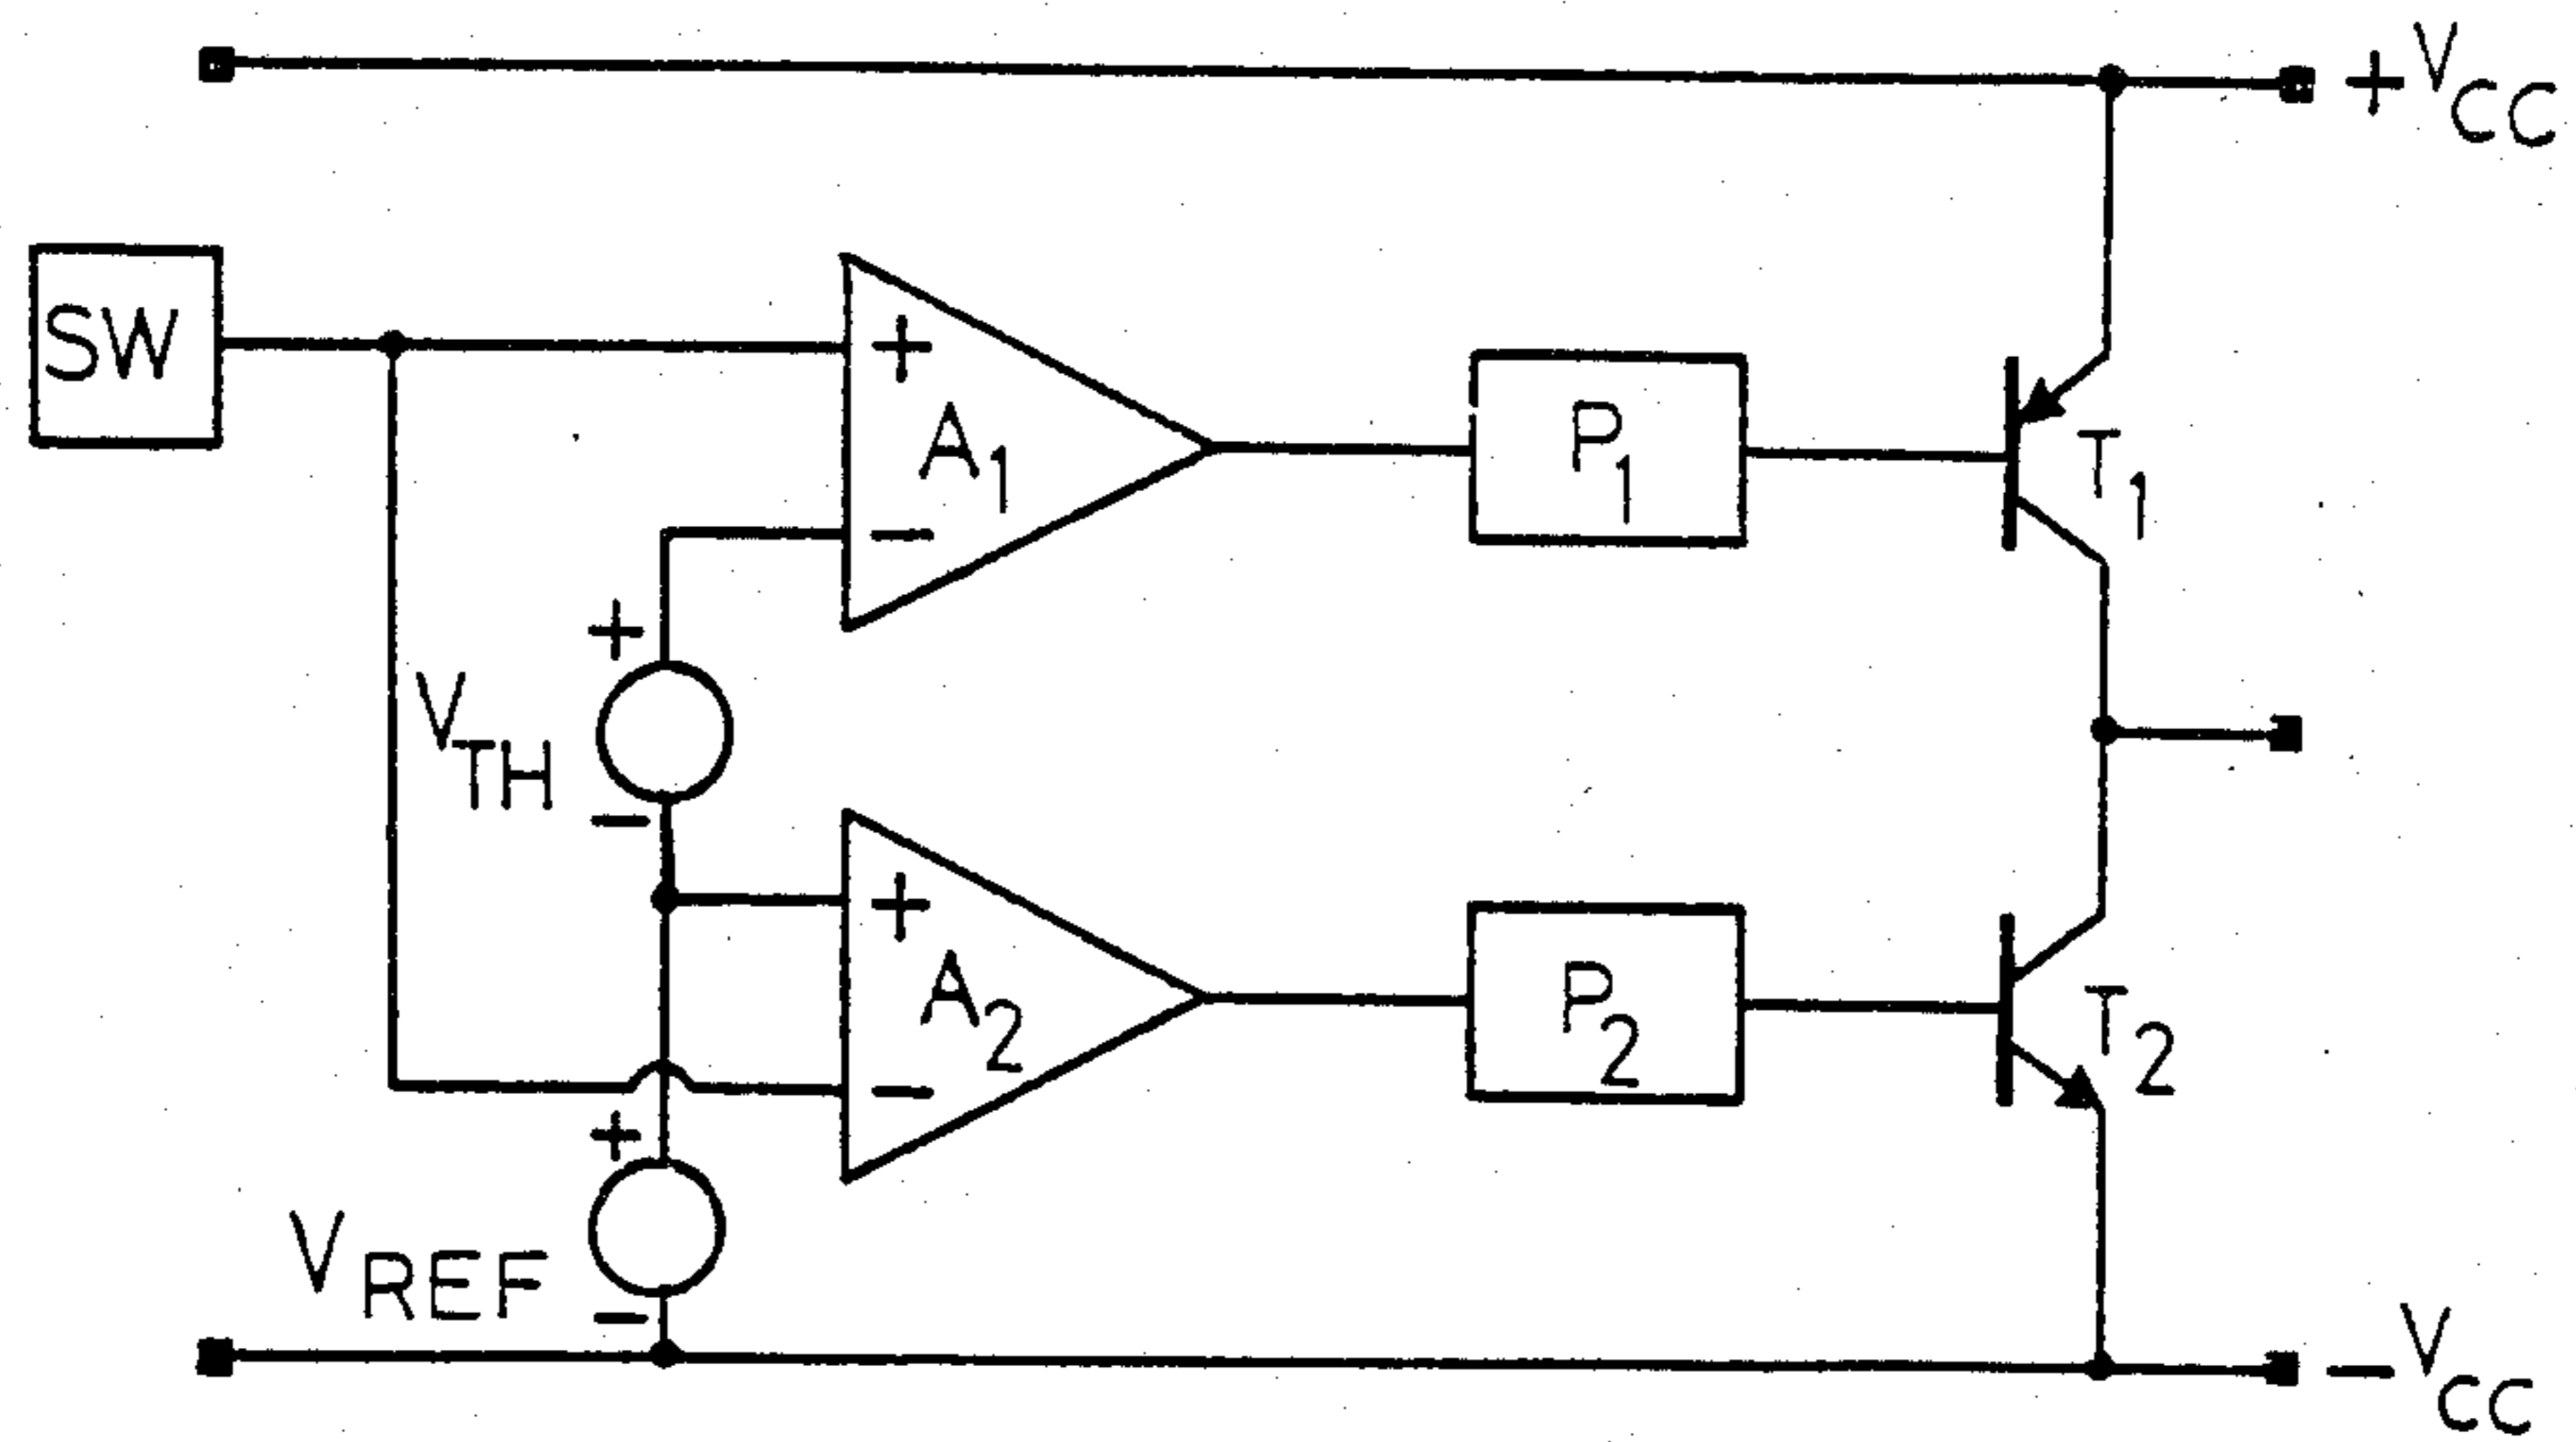 +VCC
SW
+
A1
-
P1
T1
+
VTH
-
+
A2
-
P2
T2
+
VREF
-
-VCC